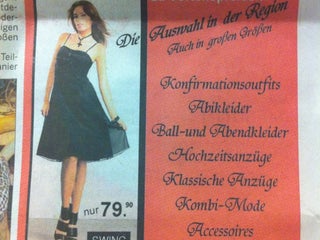 Die Auswahl in der Region
Auch in großen Größen
Konfirmationsoutfits
Abikleider
Ball-und Abendkleider
Hochzeitsanzüge
Klassische Anzüge
Kombi-Mode
Accessoires
nur 79.90
SWING